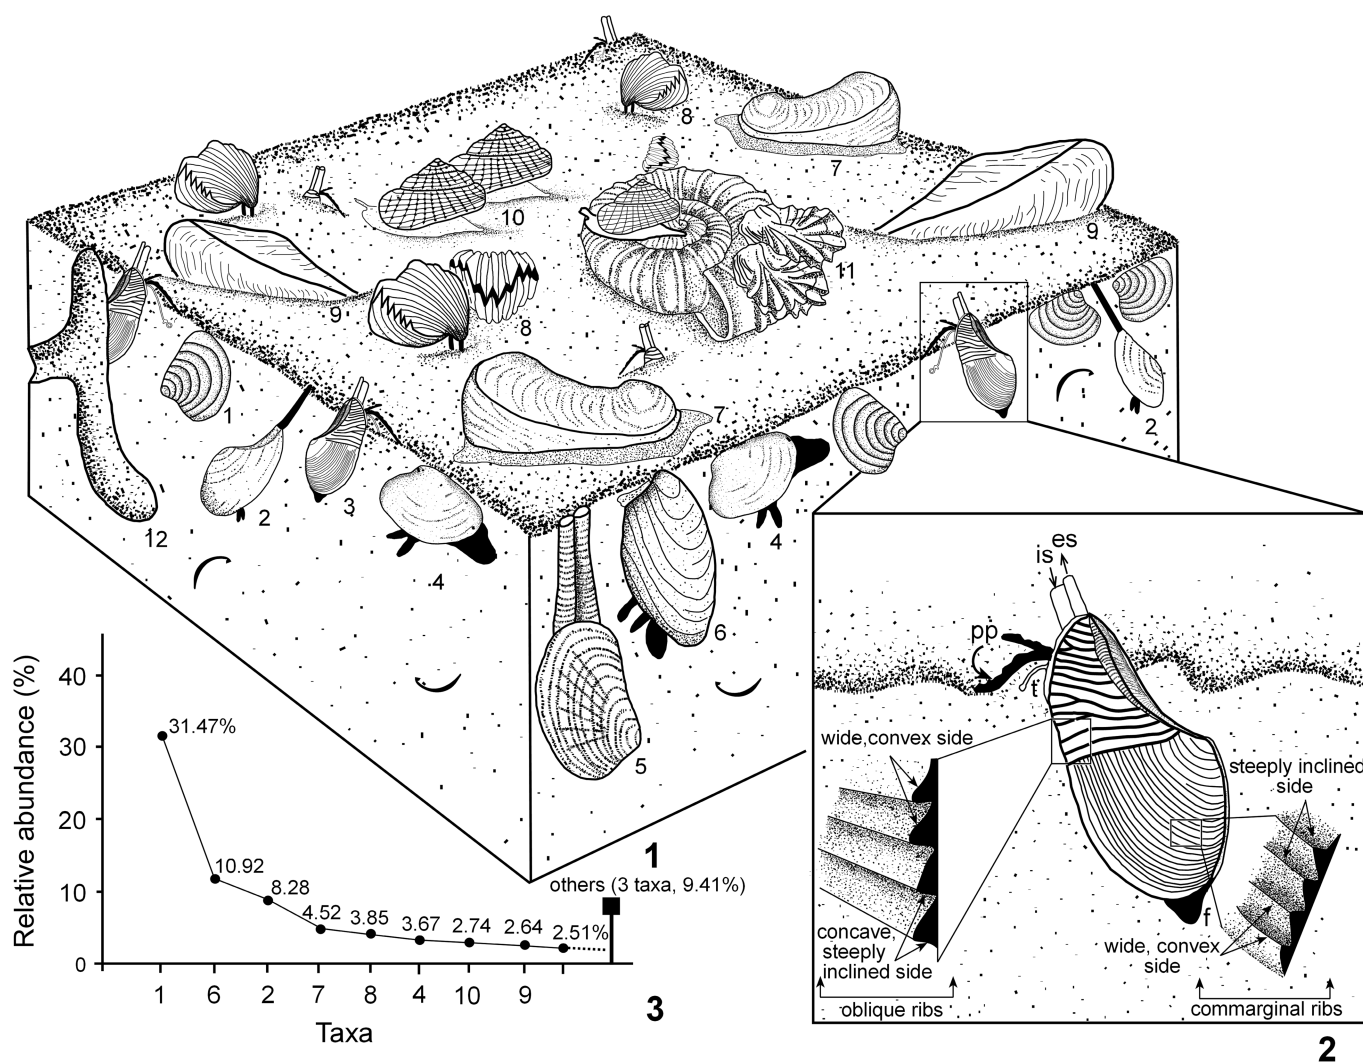 8
7
10
9
11
9
8
1
7
2
2
3
4
12
4
6
5
1
Relative abundance (%)
40
30
20
10
0
31.47%
10.92
8.28
4.52
3.85
3.67
2.74
2.64
2.51%
others (3 taxa, 9.41%)
1
6
2
7
8
4
10
9
Taxa
3
es
is
pp
t
wide,convex side
steeply inclined
side
concave,
steeply
inclined side
f
wide, convex
side
oblique ribs
commarginal ribs
2